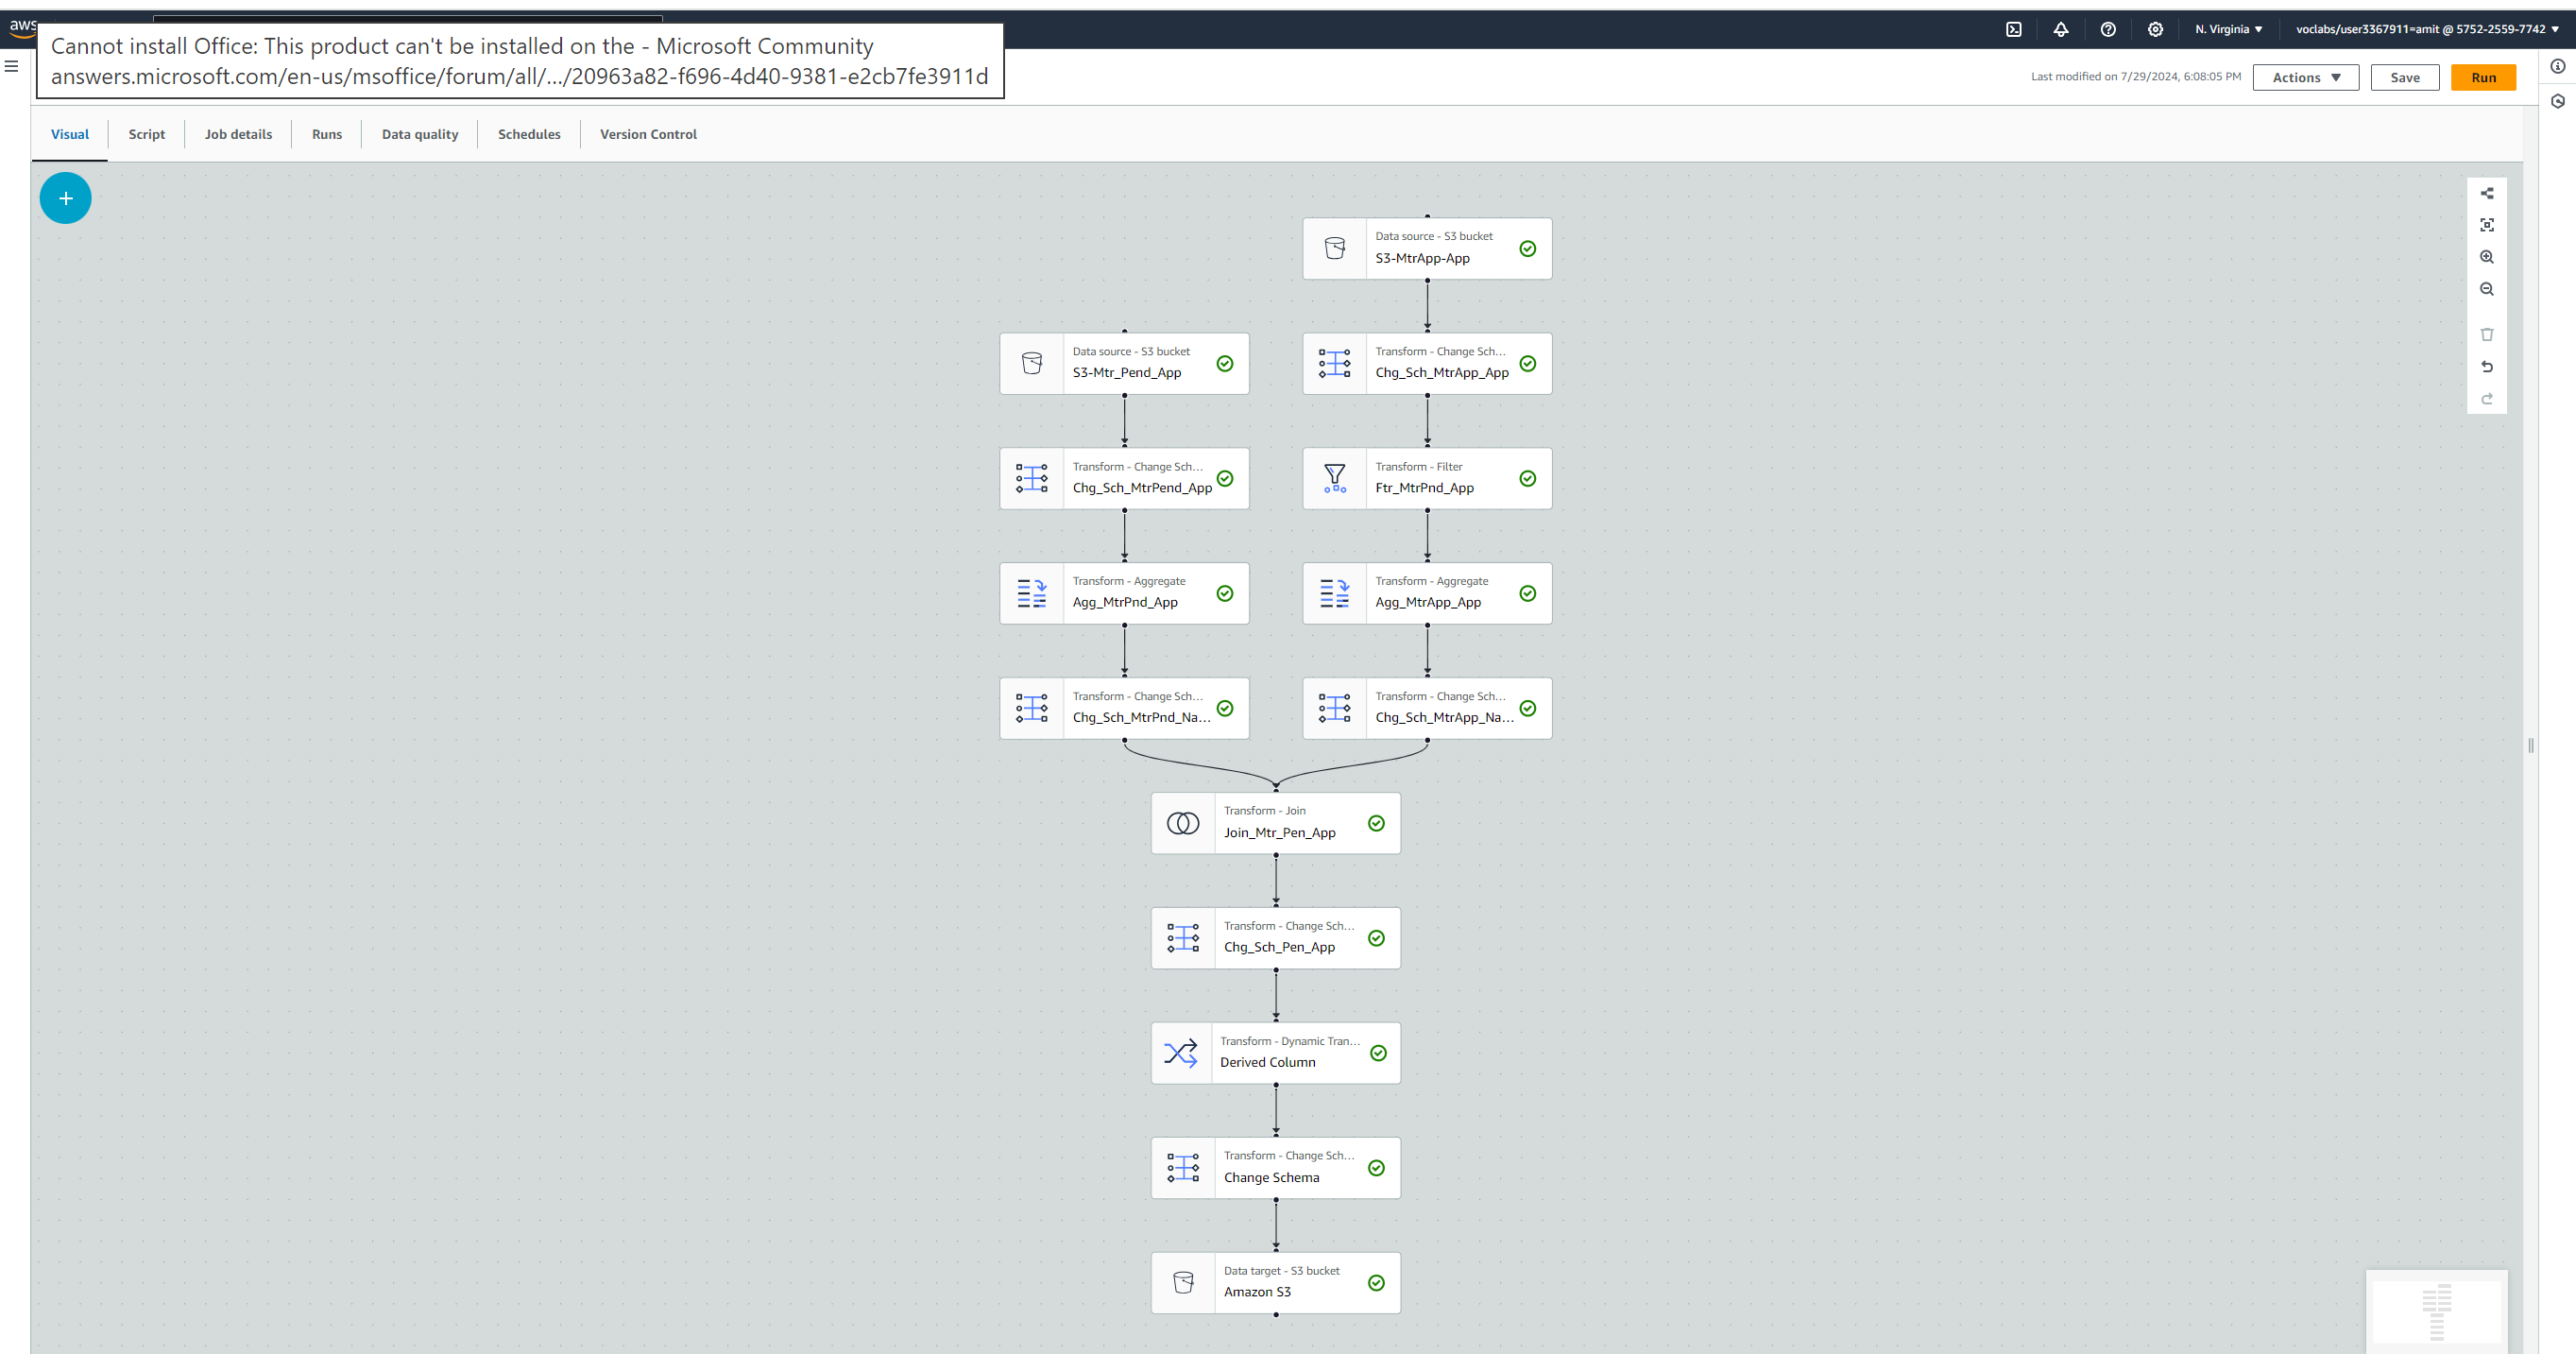 aws
N. Virginia
voclabs/user3367911=amit @ 5752-2559-7742
Cannot install Office: This product can't be installed on the - Microsoft Community
answers.microsoft.com/en-us/msoffice/forum/all/.../20963a82-f696-4d40-9381-e2cb7fe3911d
Last modified on 7/29/2024, 6:08:05 PM
Actions
Save
Run
Visual
Script
Job details
Runs
Data quality
Schedules
Version Control
Data source - S3 bucket
S3-MtrApp-App
Data source - S3 bucket
S3-Mtr_Pend_App
Transform - Change Sch...
Chg_Sch_MtrApp_App
Transform - Change Sch...
Chg_Sch_MtrPend_App
Transform - Filter
Ftr_MtrPnd_App
Transform - Aggregate
Agg_MtrPnd_App
Transform - Aggregate
Agg_MtrApp_App
Transform - Change Sch...
Chg_Sch_MtrPnd_Na...
Transform - Change Sch...
Chg_Sch_MtrApp_Na...
Transform - Join
Join_Mtr_Pen_App
Transform - Change Sch...
Chg_Sch_Pen_App
Transform - Dynamic Tran...
Derived Column
Transform - Change Sch...
Change Schema
Data target - S3 bucket
Amazon S3